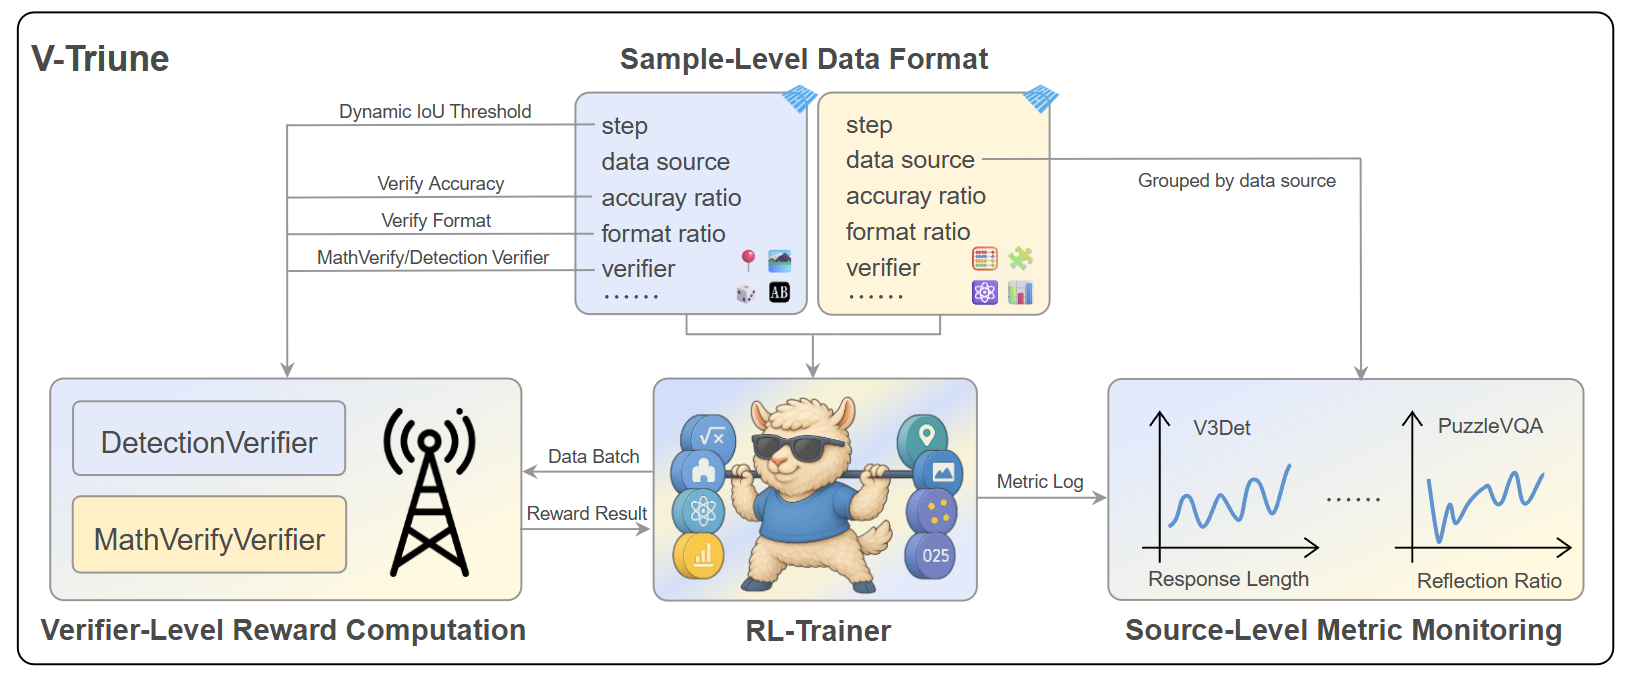 V-Triune
Sample-Level Data Format
Dynamic IoU Threshold
Verify Accuracy
Verify Format
MathVerify/Detection Verifier
step
data source
accuray ratio
format ratio
verifier
······
AB
step
data source
accuray ratio
format ratio
verifier
······
Grouped by data source
DetectionVerifier
MathVerifyVerifier
Verifier-Level Reward Computation
Data Batch
Reward Result
√x
025
RL-Trainer
Metric Log
V3Det
Response Length
······
PuzzleVQA
Reflection Ratio
Source-Level Metric Monitoring